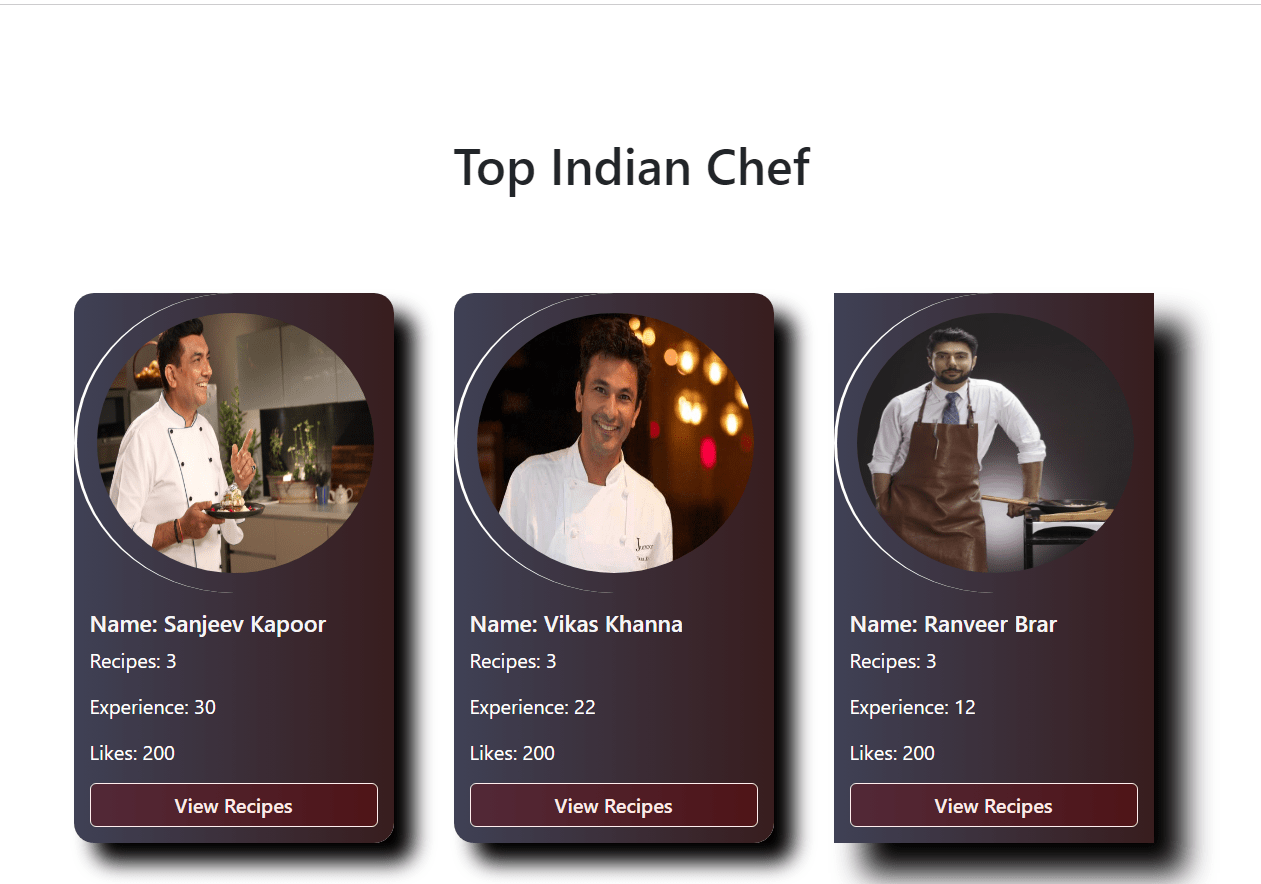 Top Indian Chef
Name: Sanjeev Kapoor
Recipes: 3
Experience: 30
Likes: 200
View Recipes
Name: Vikas Khanna
Recipes: 3
Experience: 22
Likes: 200
View Recipes
Name: Ranveer Brar
Recipes: 3
Experience: 12
Likes: 200
View Recipes